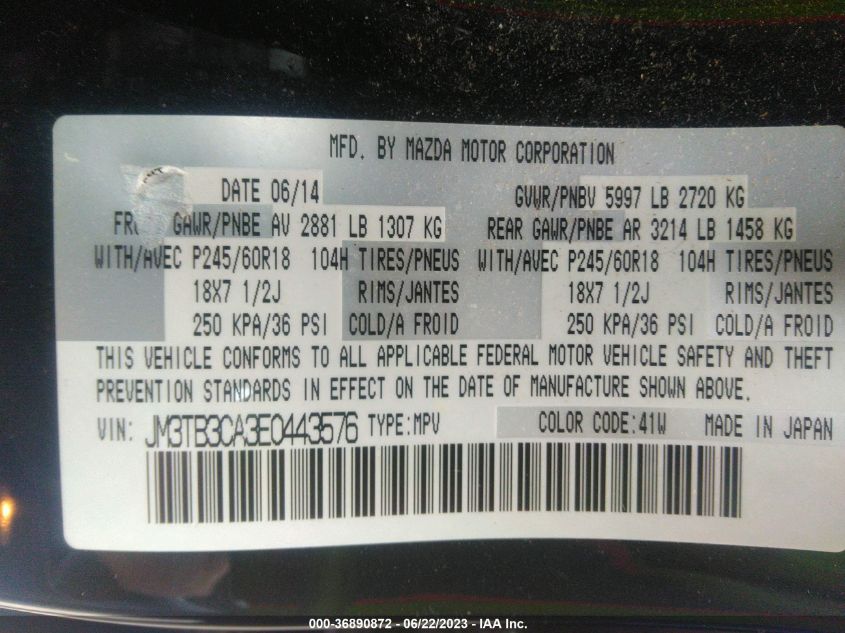 MFD. BY MAZDA MOTOR CORPORATION
DATE 06/14 GVWR/PNBV 5997 LB 2720 KG
GAWR/PNBE AV 2881 LB 1307 KG REAR GAWR/PNBE AR 3214 LB 1458 KG
WITH/AVEC P245/60R18 104H TIRES/PNEUS WITH/AVEC P245/60R18 104H TIRES/PNEUS
18X7 1/2J RIMS/JANTES 18X7 1/2J RIMS/JANTES
250 KPA/36 PSI COLD/A FROID 250 KPA/36 PSI COLD/A FROID
THIS VEHICLE CONFORMS TO ALL APPLICABLE FEDERAL MOTOR VEHICLE SAFETY AND THEFT
PREVENTION STANDARDS IN EFFECT ON THE DATE OF MANUFACTURE SHOWN ABOVE.
VIN: JM3TB3CA3E0443576 TYPE:MPV COLOR CODE:41W MADE IN JAPAN
000-36890872 - 06/22/2023 - IAA Inc.